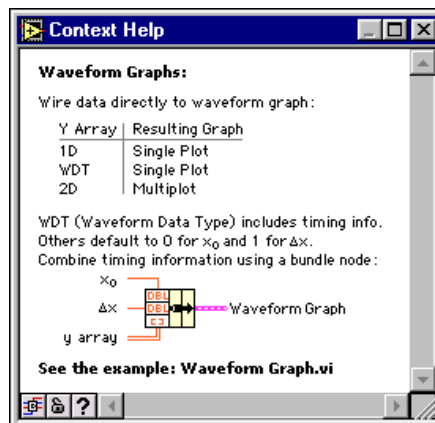 Context Help
Waveform Graphs:
Wire data directly to waveform graph:
Y Array Resulting Graph
1D Single Plot
WDT Single Plot
2D Multiplot
WDT (Waveform Data Type) includes timing info.
Others default to 0 for x₀ and 1 for Δx.
Combine timing information using a bundle node:
x₀
DBL
Δx DBL Waveform Graph
[ ]
y array
See the example: Waveform Graph.vi
?